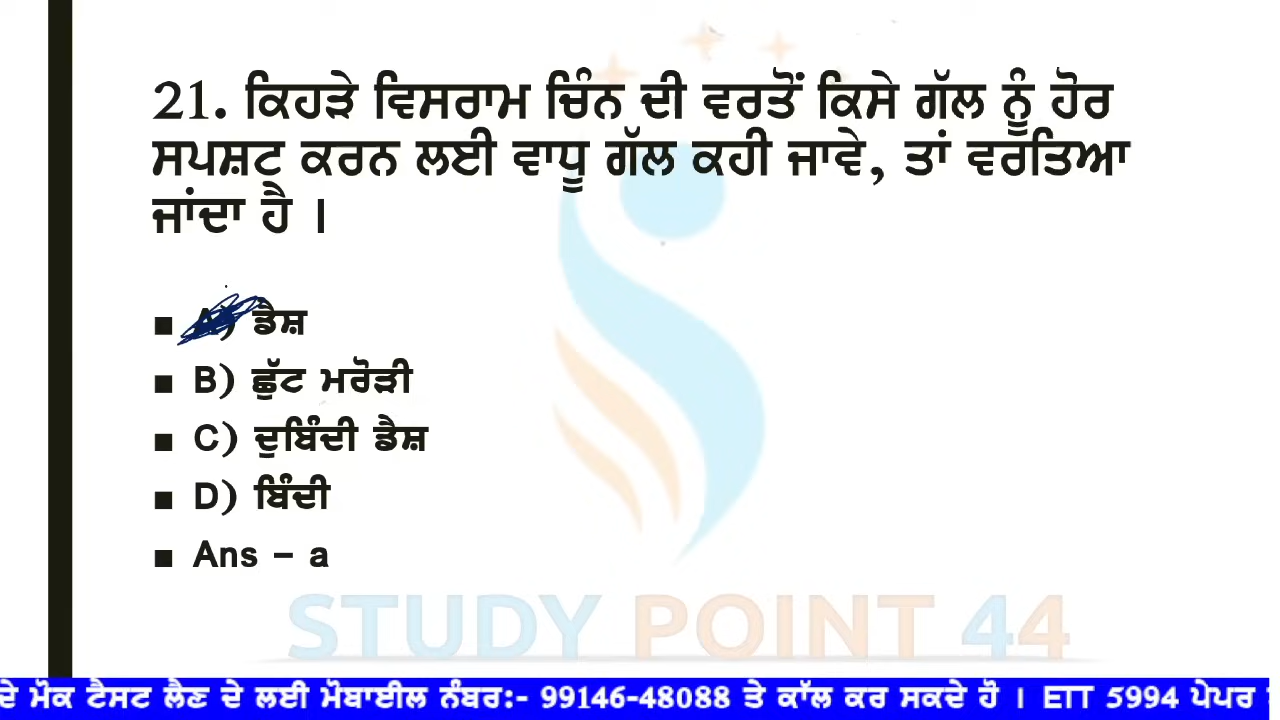 21. ਕਿਹੜੇ ਵਿਸਰਾਮ ਚਿੰਨ ਦੀ ਵਰਤੋਂ ਕਿਸੇ ਗੱਲ ਨੂੰ ਹੋਰ
ਸਪਸ਼ਟ ਕਰਨ ਲਈ ਵਾਧੂ ਗੱਲ ਕਹੀ ਜਾਵੇ, ਤਾਂ ਵਰਤਿਆ
ਜਾਂਦਾ ਹੈ ।
■ A) ਡੈਸ਼
■ B) ਛੁੱਟ ਮਰੋੜੀ
■ C) ਦੁਬਿੰਦੀ ਡੈਸ਼
■ D) ਬਿੰਦੀ
■ Ans – a
STUDY POINT 44
ਦੇ ਮੋਕ ਟੈਸਟ ਲੈਣ ਦੇ ਲਈ ਮੋਬਾਈਲ ਨੰਬਰ:- 99146-48088 ਤੇ ਕਾੱਲ ਕਰ ਸਕਦੇ ਹੋ । ETT 5994 ਪੇਪਰ